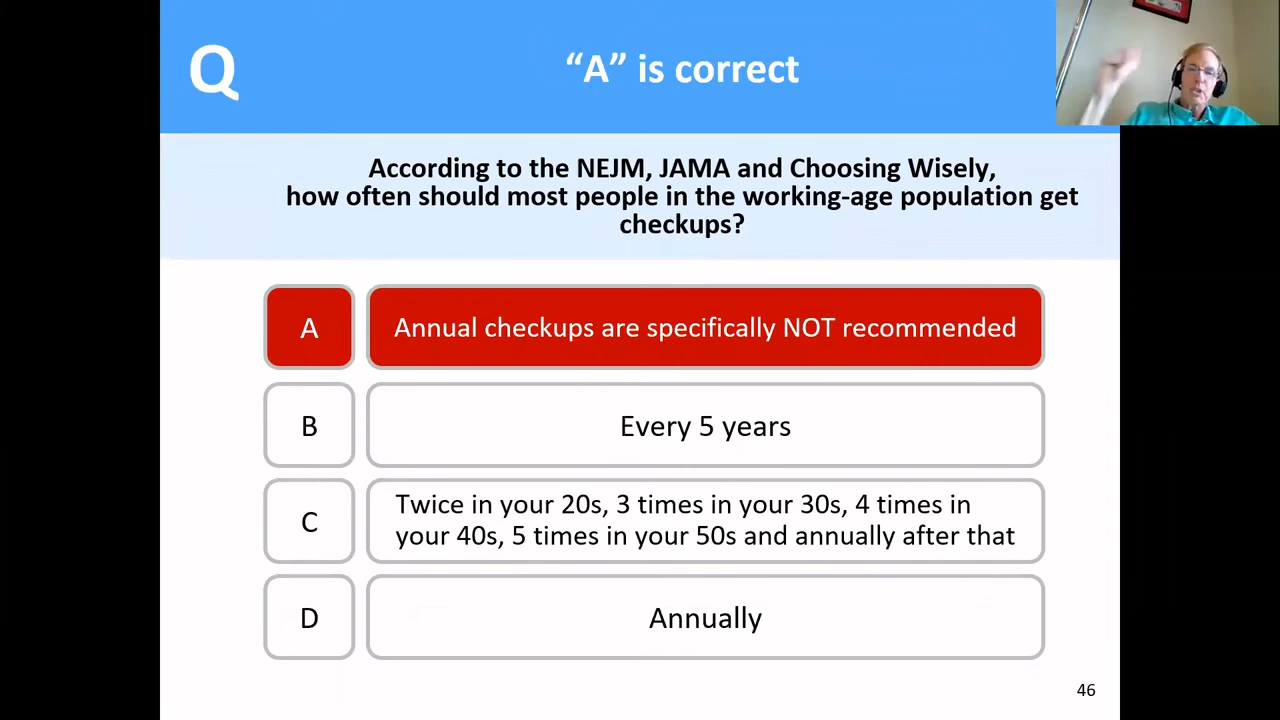 Q
“A” is correct
According to the NEJM, JAMA and Choosing Wisely,
how often should most people in the working-age population get
checkups?
A
Annual checkups are specifically NOT recommended
B
Every 5 years
C
Twice in your 20s, 3 times in your 30s, 4 times in
your 40s, 5 times in your 50s and annually after that
D
Annually
46